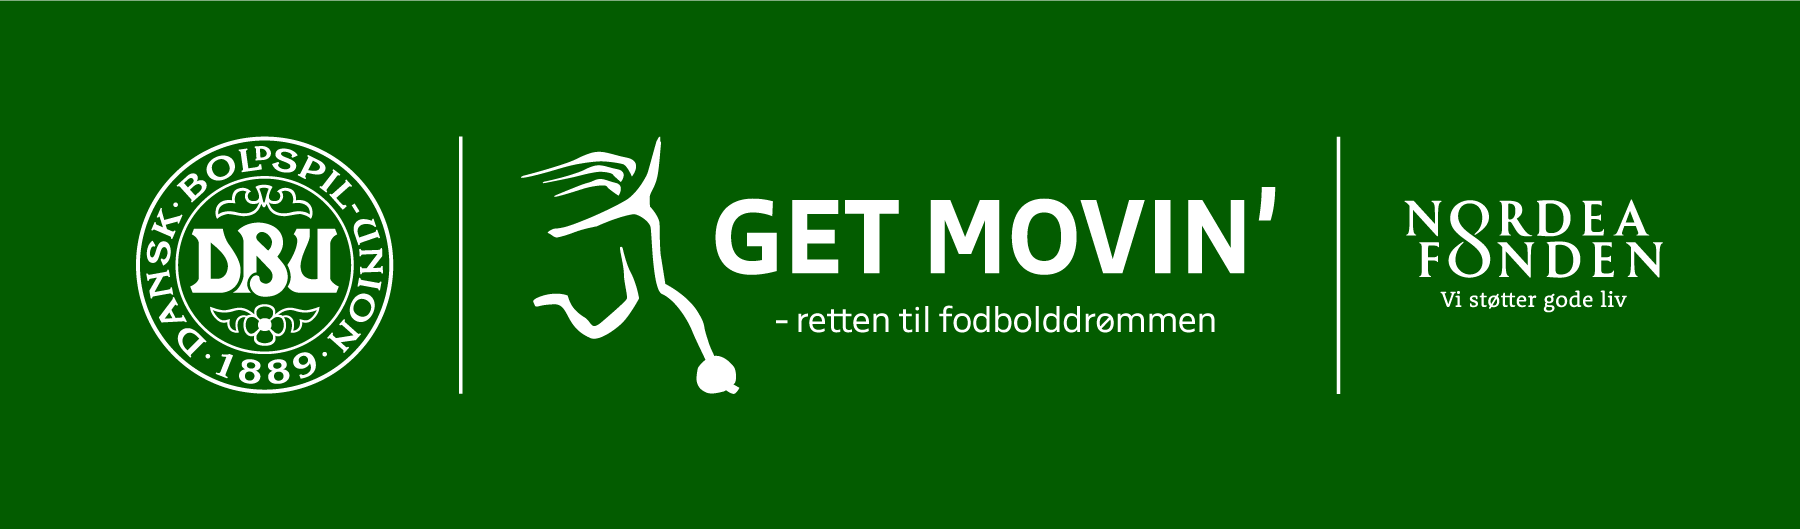 DANSK · BOLDSPIL-UNION · 1889 ·
DBU
GET MOVIN'
- retten til fodbolddrømmen
NORDEA
FONDEN
Vi støtter gode liv